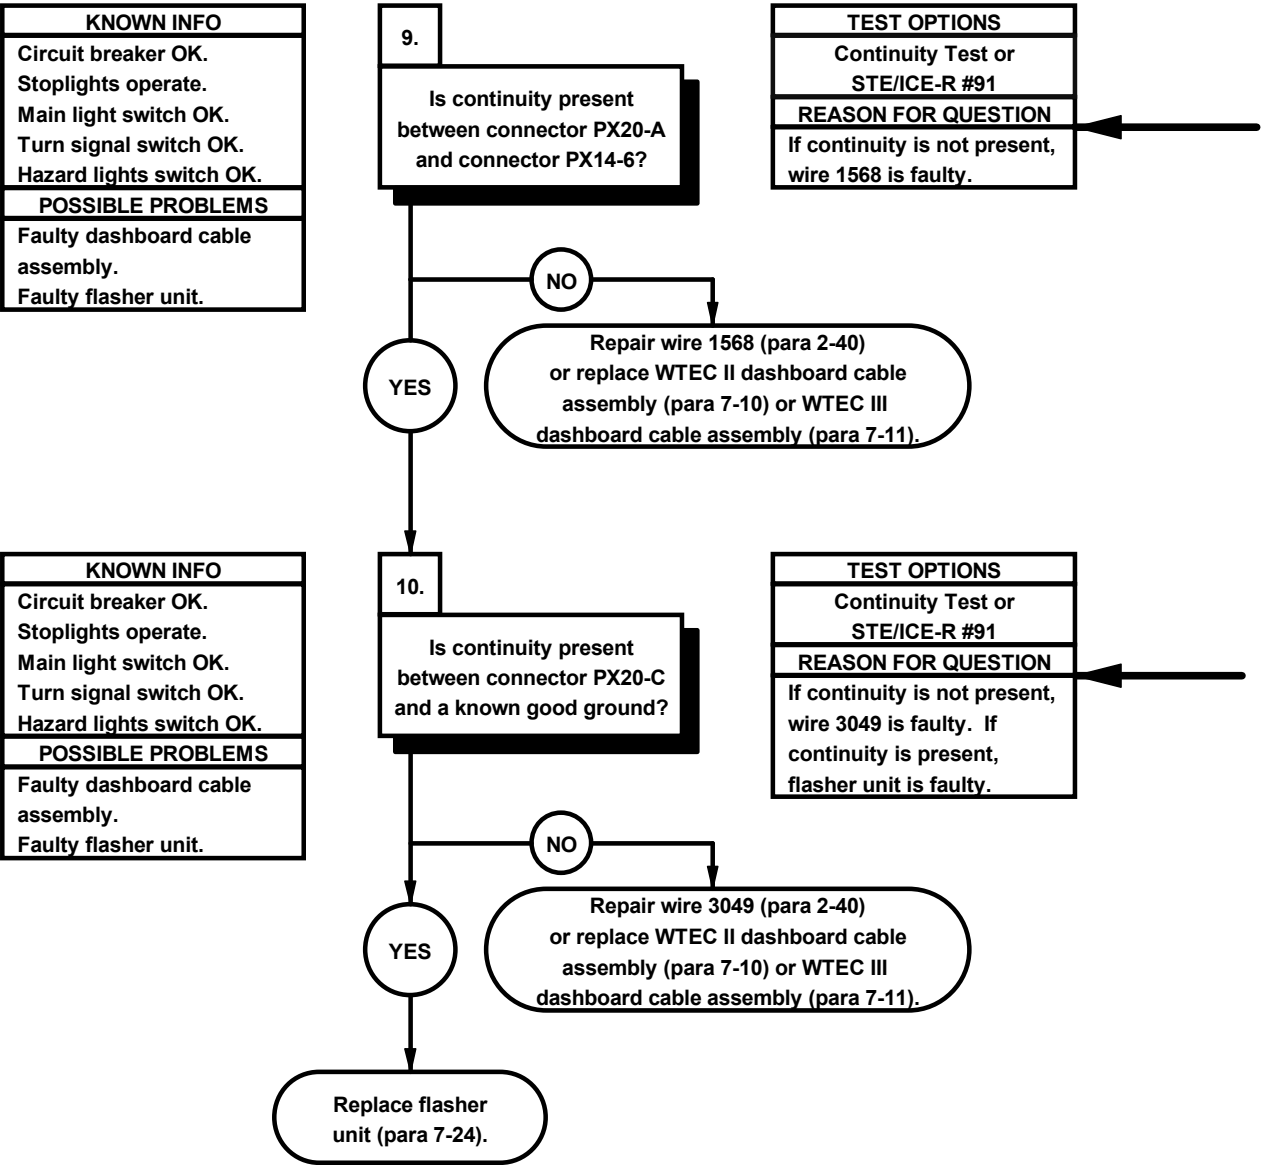 KNOWN INFO
Circuit breaker OK.
Stoplights operate.
Main light switch OK.
Turn signal switch OK.
Hazard lights switch OK.
POSSIBLE PROBLEMS
Faulty dashboard cable
assembly.
Faulty flasher unit.
9.
Is continuity present
between connector PX20-A
and connector PX14-6?
TEST OPTIONS
Continuity Test or
STE/ICE-R #91
REASON FOR QUESTION
If continuity is not present,
wire 1568 is faulty.
NO
YES
Repair wire 1568 (para 2-40)
or replace WTEC II dashboard cable
assembly (para 7-10) or WTEC III
dashboard cable assembly (para 7-11).
KNOWN INFO
Circuit breaker OK.
Stoplights operate.
Main light switch OK.
Turn signal switch OK.
Hazard lights switch OK.
POSSIBLE PROBLEMS
Faulty dashboard cable
assembly.
Faulty flasher unit.
10.
Is continuity present
between connector PX20-C
and a known good ground?
TEST OPTIONS
Continuity Test or
STE/ICE-R #91
REASON FOR QUESTION
If continuity is not present,
wire 3049 is faulty.  If
continuity is present,
flasher unit is faulty.
NO
YES
Repair wire 3049 (para 2-40)
or replace WTEC II dashboard cable
assembly (para 7-10) or WTEC III
dashboard cable assembly (para 7-11).
Replace flasher
unit (para 7-24).